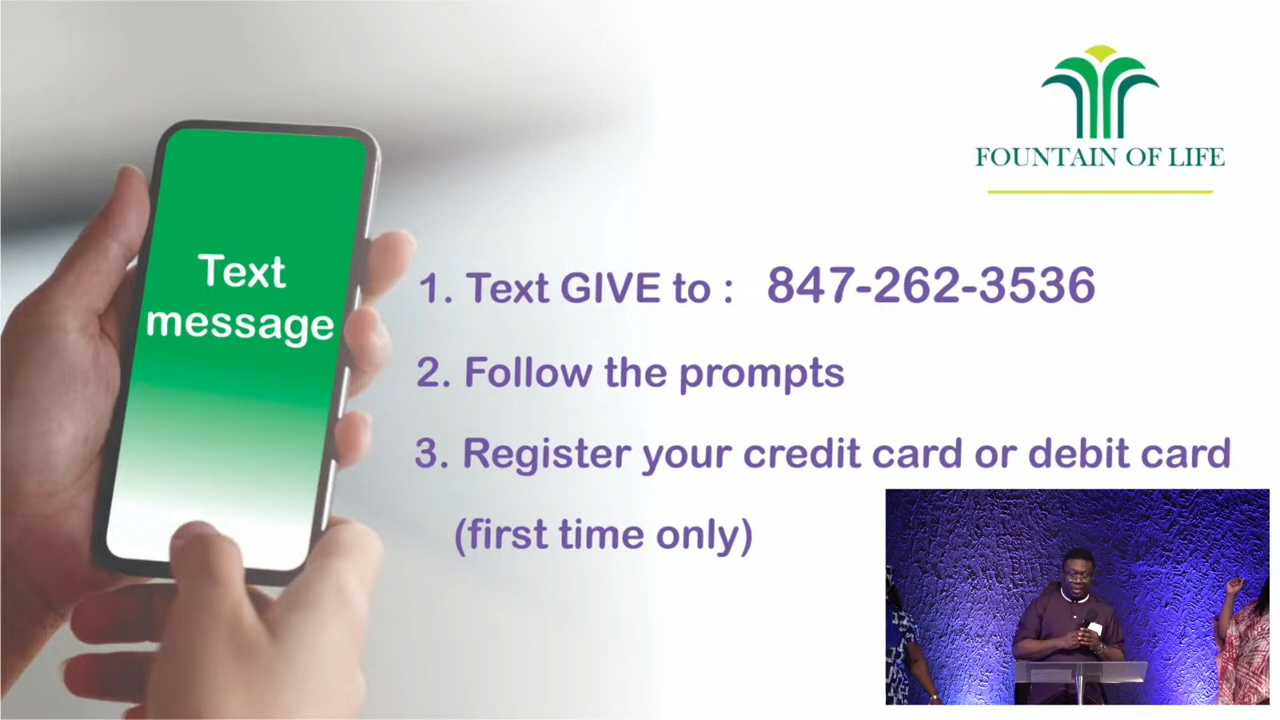 FOUNTAIN OF LIFE
Text
message
1. Text GIVE to : 847-262-3536
2. Follow the prompts
3. Register your credit card or debit card
(first time only)